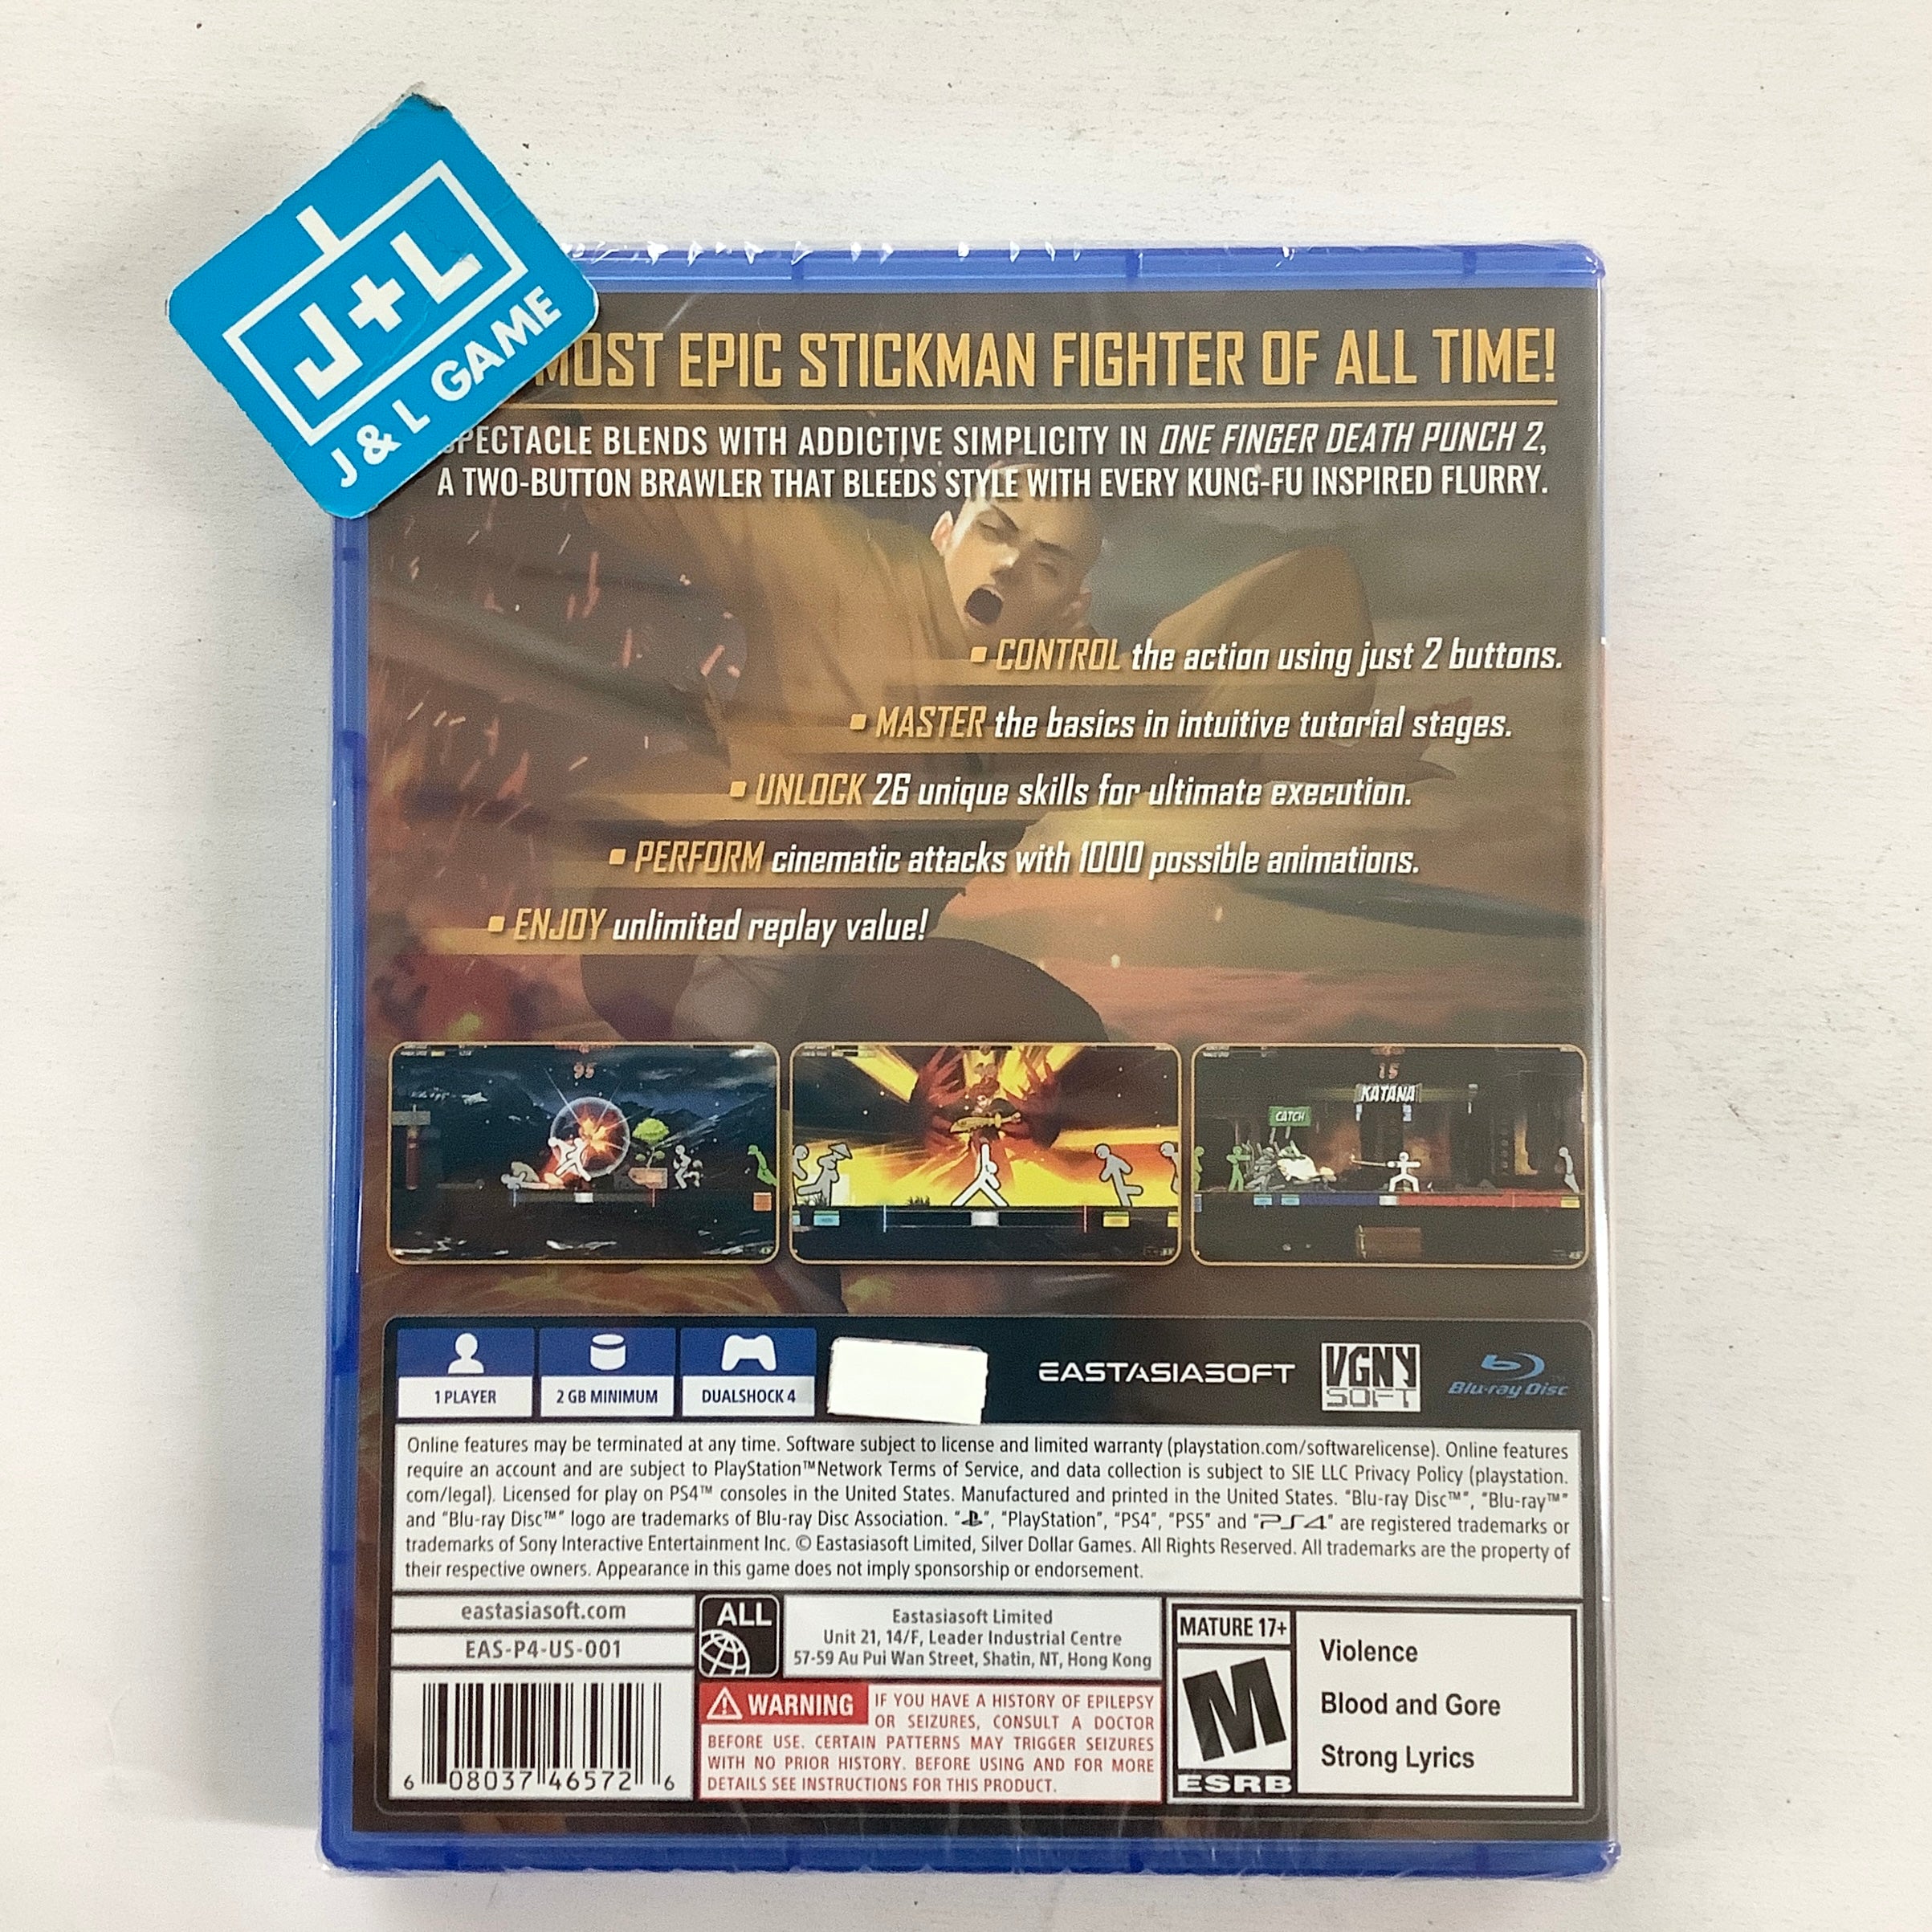 J+L
J & L GAME
MOST EPIC STICKMAN FIGHTER OF ALL TIME!
SPECTACLE BLENDS WITH ADDICTIVE SIMPLICITY IN ONE FINGER DEATH PUNCH 2,
A TWO-BUTTON BRAWLER THAT BLEEDS STYLE WITH EVERY KUNG-FU INSPIRED FLURRY.
▪ CONTROL the action using just 2 buttons.
▪ MASTER the basics in intuitive tutorial stages.
▪ UNLOCK 26 unique skills for ultimate execution.
▪ PERFORM cinematic attacks with 1000 possible animations.
▪ ENJOY unlimited replay value!
95
15
KATANA
CATCH
1 PLAYER
2 GB MINIMUM
DUALSHOCK 4
EASTASIASOFT
VGNY
SOFT
Blu-ray Disc
Online features may be terminated at any time. Software subject to license and limited warranty (playstation.com/softwarelicense). Online features
require an account and are subject to PlayStation™Network Terms of Service, and data collection is subject to SIE LLC Privacy Policy (playstation.
com/legal). Licensed for play on PS4™ consoles in the United States. Manufactured and printed in the United States. "Blu-ray Disc™", "Blu-ray™"
and "Blu-ray Disc™" logo are trademarks of Blu-ray Disc Association. "PS", "PlayStation", "PS4", "PS5" and "PS4" are registered trademarks or
trademarks of Sony Interactive Entertainment Inc. © Eastasiasoft Limited, Silver Dollar Games. All Rights Reserved. All trademarks are the property of
their respective owners. Appearance in this game does not imply sponsorship or endorsement.
eastasiasoft.com
EAS-P4-US-001
6 08037 46572 6
ALL
Eastasiasoft Limited
Unit 21, 14/F, Leader Industrial Centre
57-59 Au Pui Wan Street, Shatin, NT, Hong Kong
WARNING IF YOU HAVE A HISTORY OF EPILEPSY
OR SEIZURES, CONSULT A DOCTOR
BEFORE USE. CERTAIN PATTERNS MAY TRIGGER SEIZURES
WITH NO PRIOR HISTORY. BEFORE USING AND FOR MORE
DETAILS SEE INSTRUCTIONS FOR THIS PRODUCT.
MATURE 17+
M
ESRB
Violence
Blood and Gore
Strong Lyrics